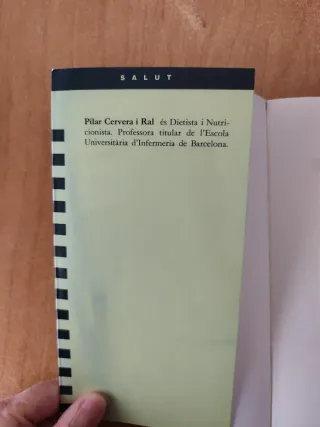 SALUT
Pilar Cervera i Ral és Dietista i Nutri-
cionista. Professora titular de l'Escola
Universitària d'Infermeria de Barcelona.